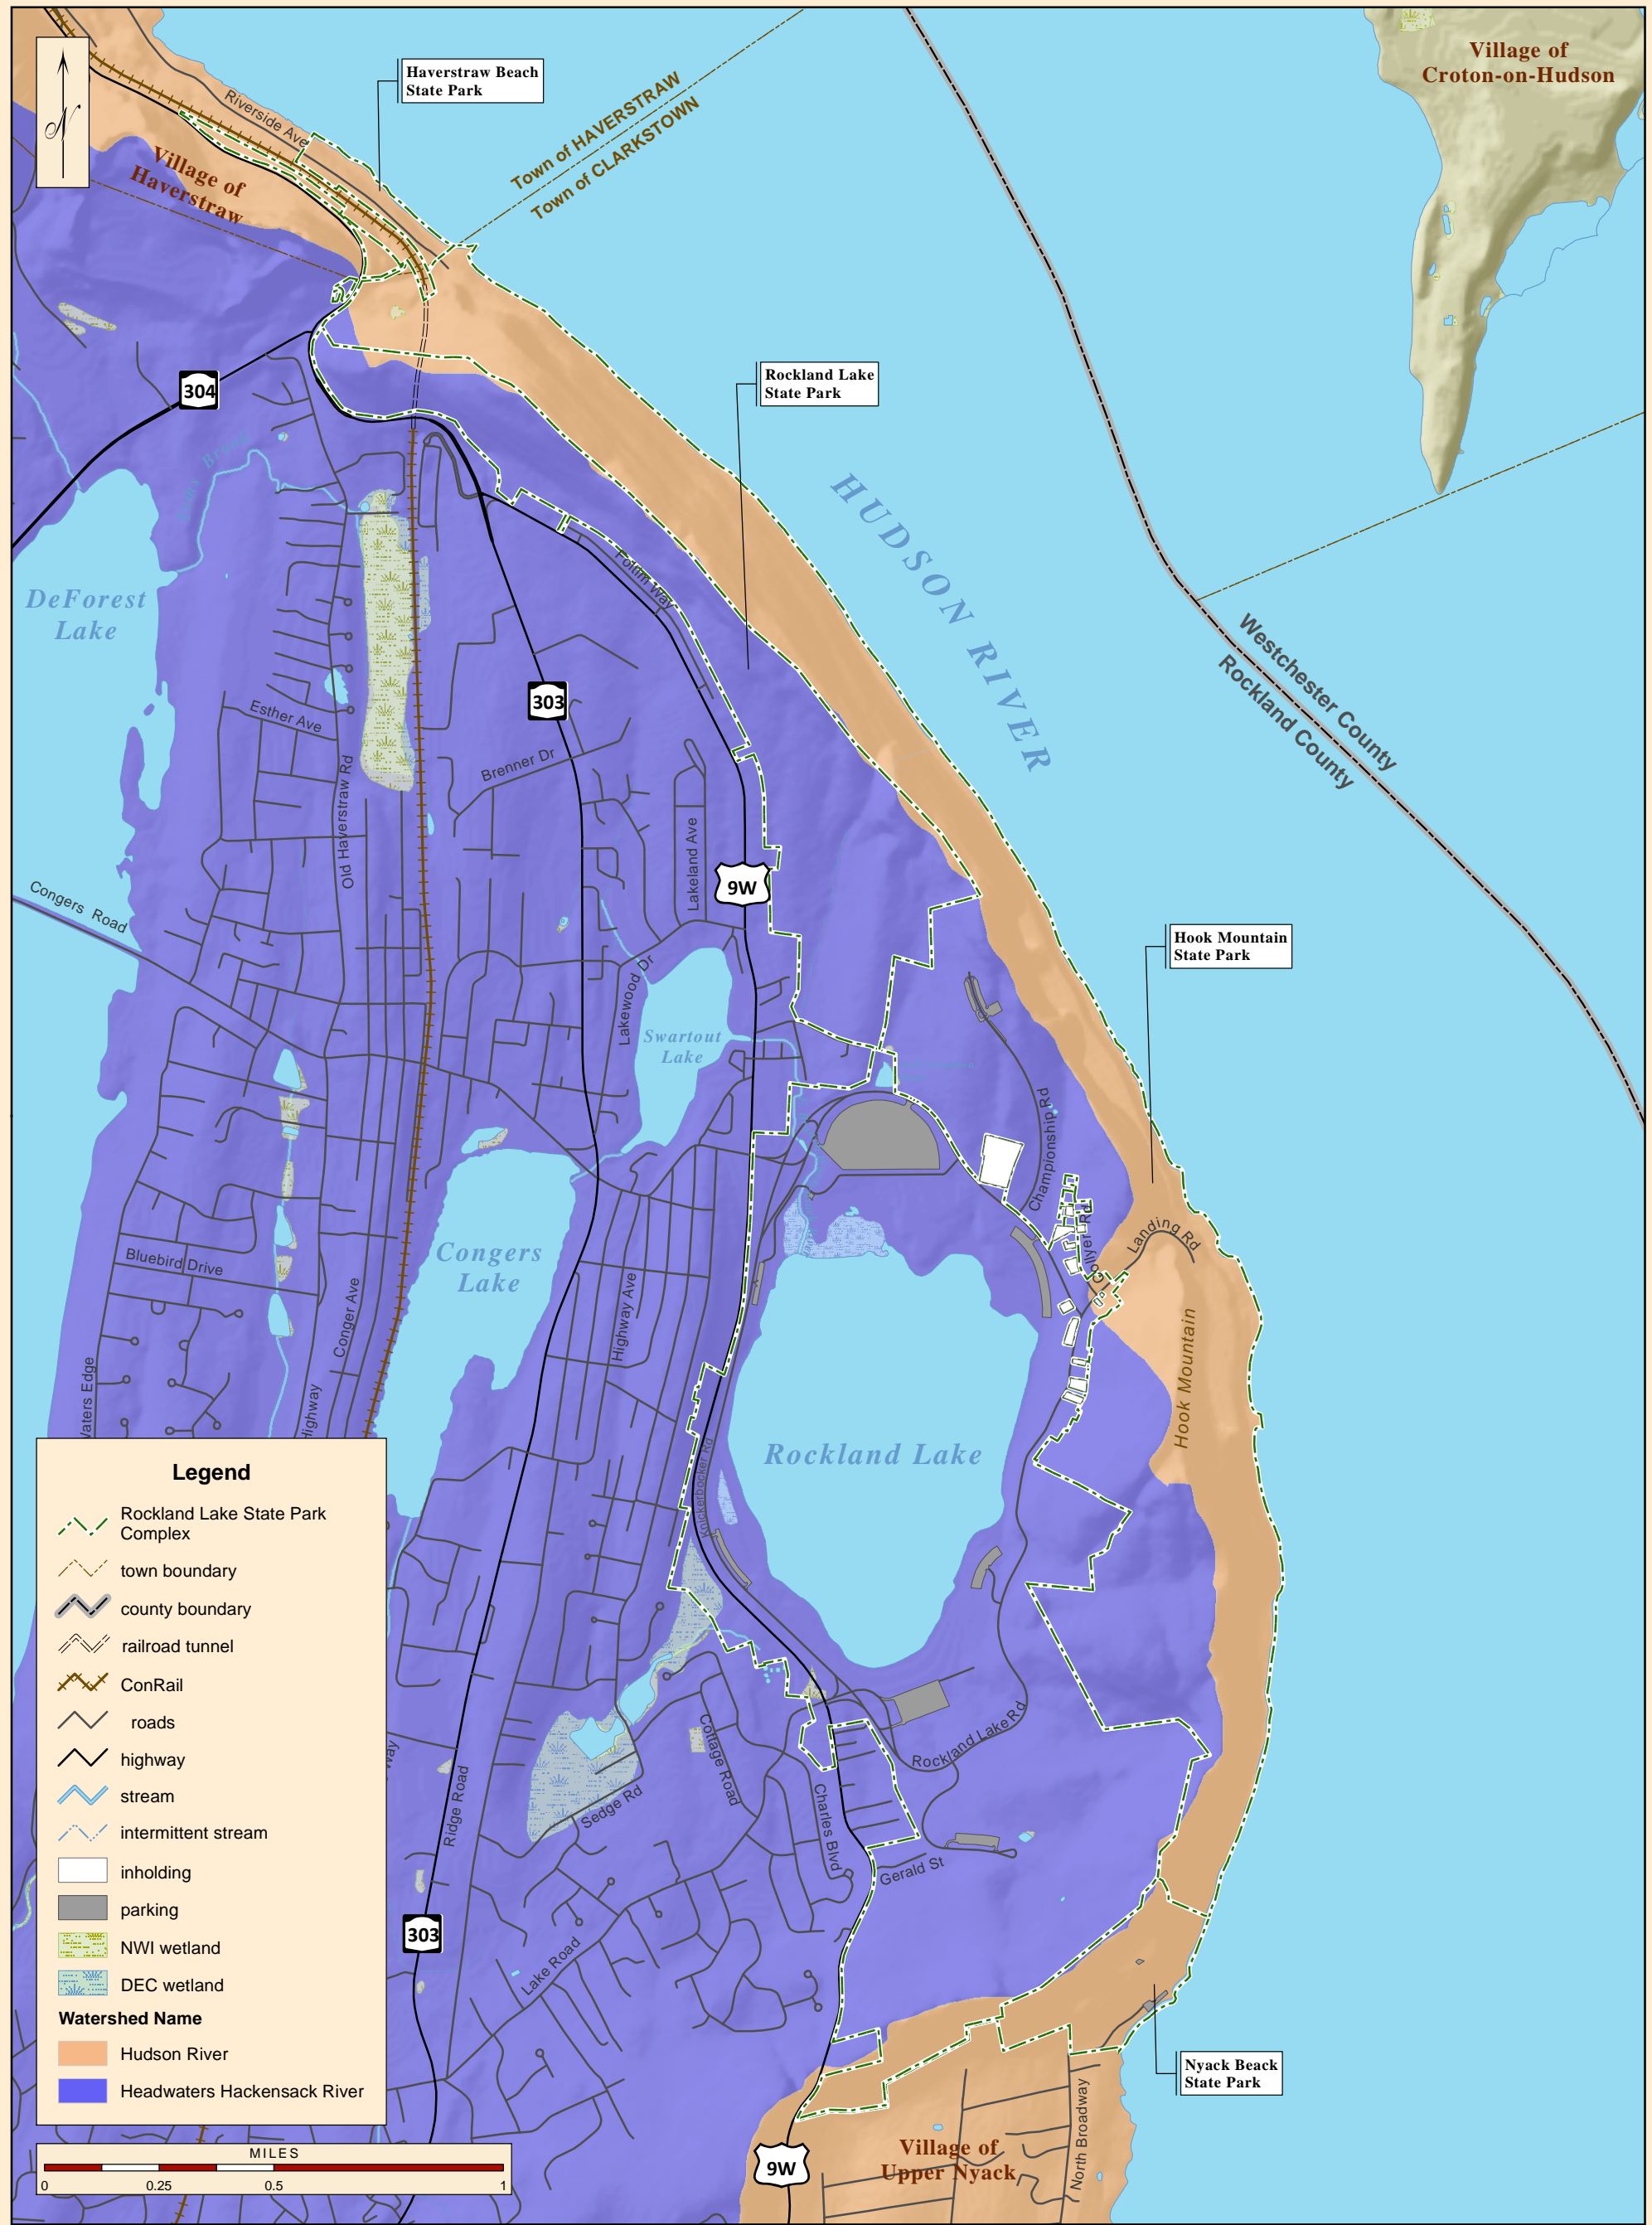 Village of
Croton-on-Hudson
Haverstraw Beach
State Park
N
Riverside Ave
Town of HAVERSTRAW
Town of CLARKSTOWN
Village of
Haverstraw
304
Rockland Lake
State Park
HUDSON RIVER
DeForest
Lake
Foltim Way
Westchester County
Rockland County
303
Esther Ave
Brenner Dr
Old Haverstraw Rd
Lakeland Ave
9W
Congers Road
Hook Mountain
State Park
Lakewood Dr
Swartout
Lake
Championship Rd
Collyer Rd
Landing Rd
Congers
Lake
Bluebird Drive
Conger Ave
Highway Ave
Hook Mountain
Waters Edge
Highway
Rockland Lake
Knickerbocker Rd
Legend
Rockland Lake State Park
Complex
town boundary
county boundary
railroad tunnel
ConRail
roads
highway
stream
intermittent stream
inholding
parking
NWI wetland
DEC wetland
Watershed Name
Hudson River
Headwaters Hackensack River
Cottage Road
Rockland Lake Rd
Ridge Road
Sedge Rd
Charles Blvd
Gerald St
303
Lake Road
Nyack Beack
State Park
North Broadway
Village of
Upper Nyack
9W
MILES
0 0.25 0.5 1